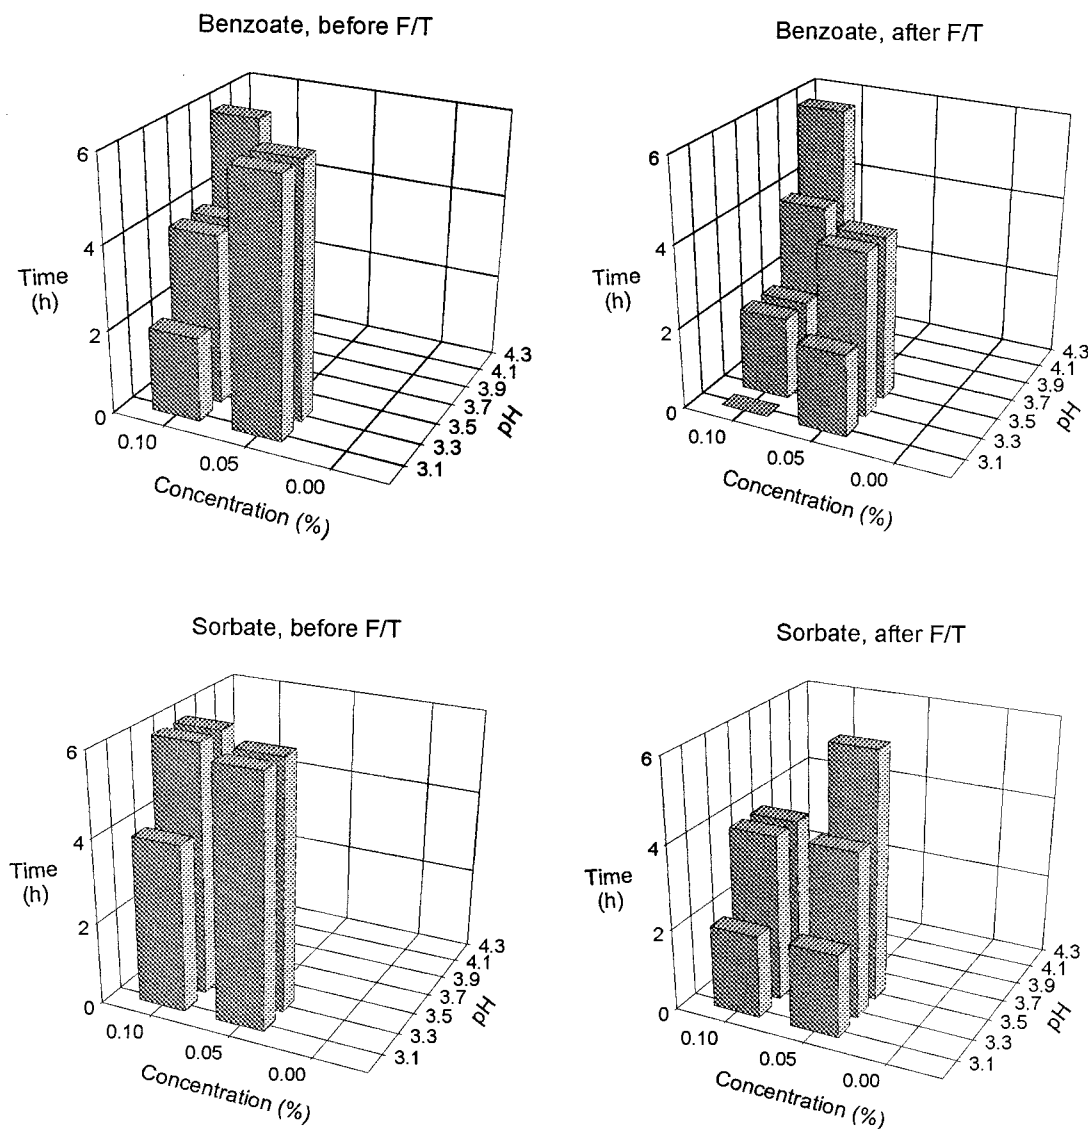 Benzoate, before F/T
6
4
2
0
Time
(h)
0.10
0.05
0.00
Concentration (%)
4.3
4.1
3.9
3.7
3.5
3.3
3.1
pH
Benzoate, after F/T
6
4
2
0
Time
(h)
0.10
0.05
0.00
Concentration (%)
4.3
4.1
3.9
3.7
3.5
3.3
3.1
pH
Sorbate, before F/T
6
4
2
0
Time
(h)
0.10
0.05
0.00
Concentration (%)
4.3
4.1
3.9
3.7
3.5
3.3
3.1
pH
Sorbate, after F/T
6
4
2
0
Time
(h)
0.10
0.05
0.00
Concentration (%)
4.3
4.1
3.9
3.7
3.5
3.3
3.1
pH